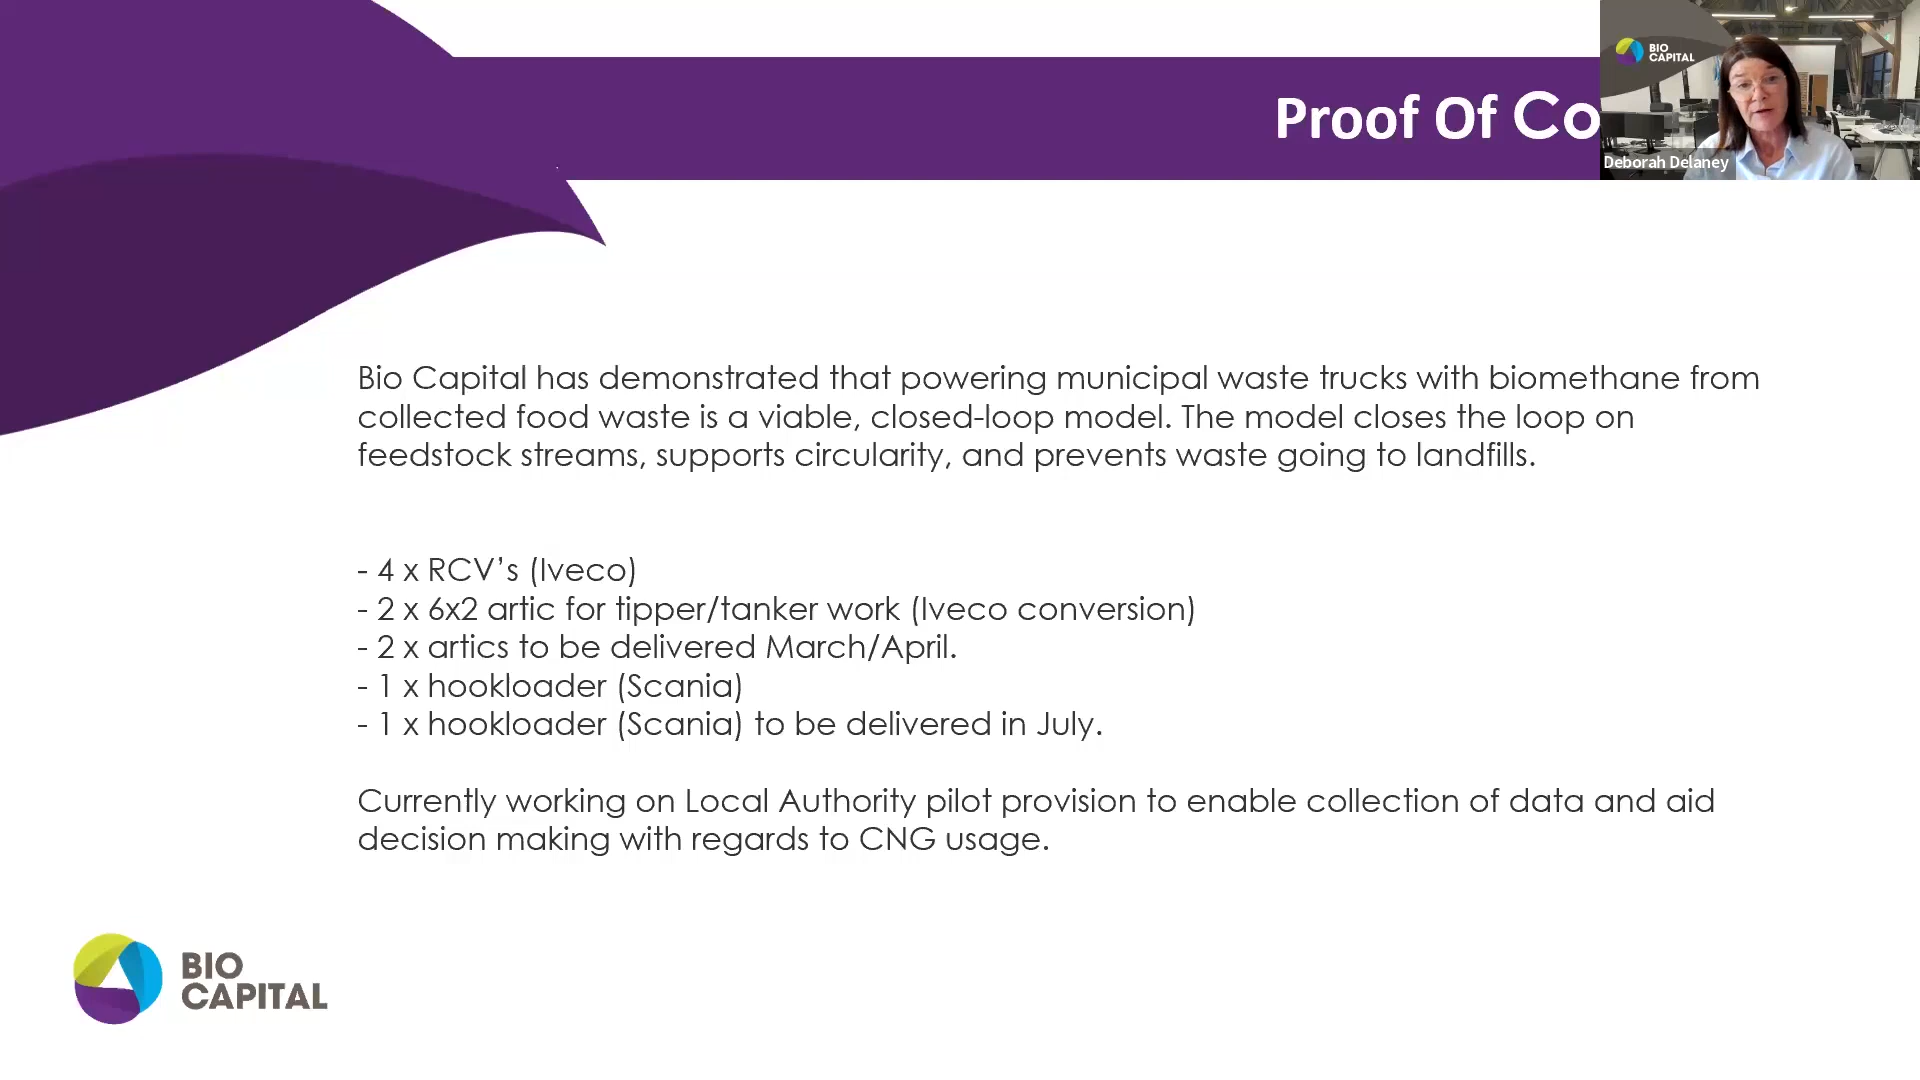 Proof Of Co
BIO
CAPITAL
Deborah Delaney
Bio Capital has demonstrated that powering municipal waste trucks with biomethane from
collected food waste is a viable, closed-loop model. The model closes the loop on
feedstock streams, supports circularity, and prevents waste going to landfills.
- 4 x RCV’s (Iveco)
- 2 x 6x2 artic for tipper/tanker work (Iveco conversion)
- 2 x artics to be delivered March/April.
- 1 x hookloader (Scania)
- 1 x hookloader (Scania) to be delivered in July.
Currently working on Local Authority pilot provision to enable collection of data and aid
decision making with regards to CNG usage.
BIO
CAPITAL